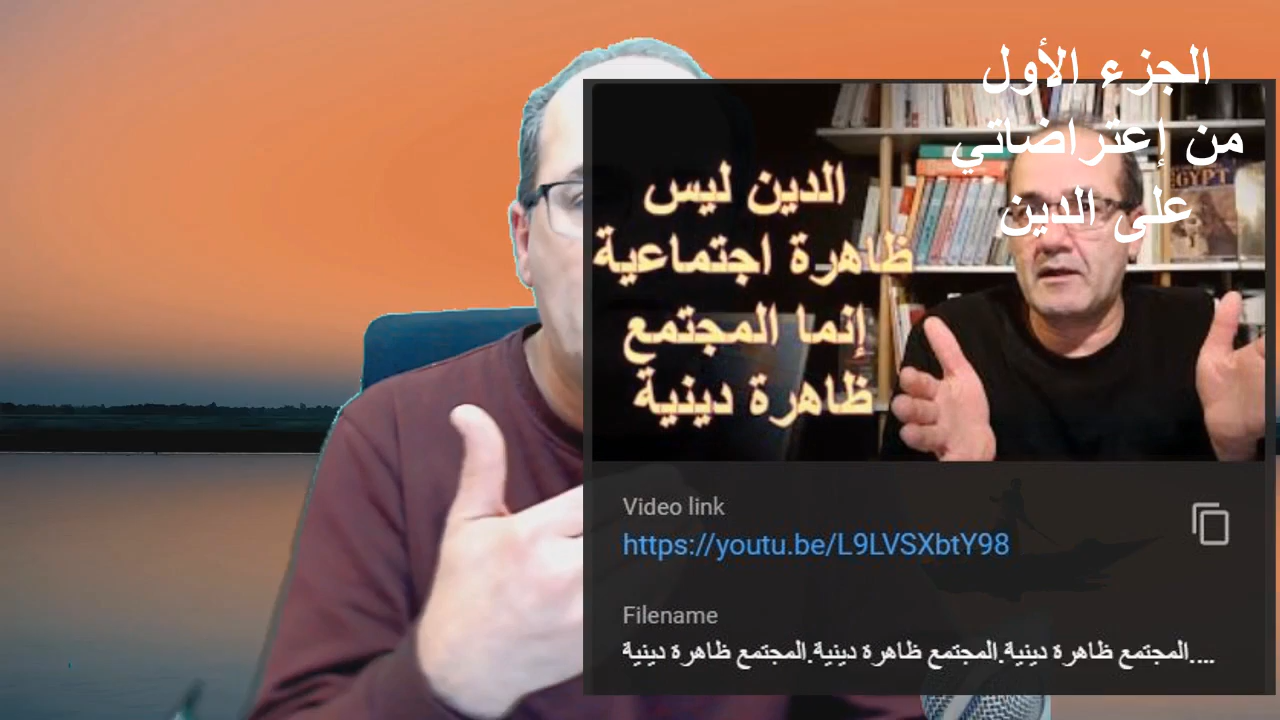 الجزء الأول
من إعتراضاتي
على الدين
الدين ليس
ظاهرة اجتماعية
إنما المجتمع
ظاهرة دينية
EGYPT
Video link
https://youtu.be/L9LVSXbtY98
Filename
المجتمع ظاهرة دينية.المجتمع ظاهرة دينية.المجتمع ظاهرة دينية....